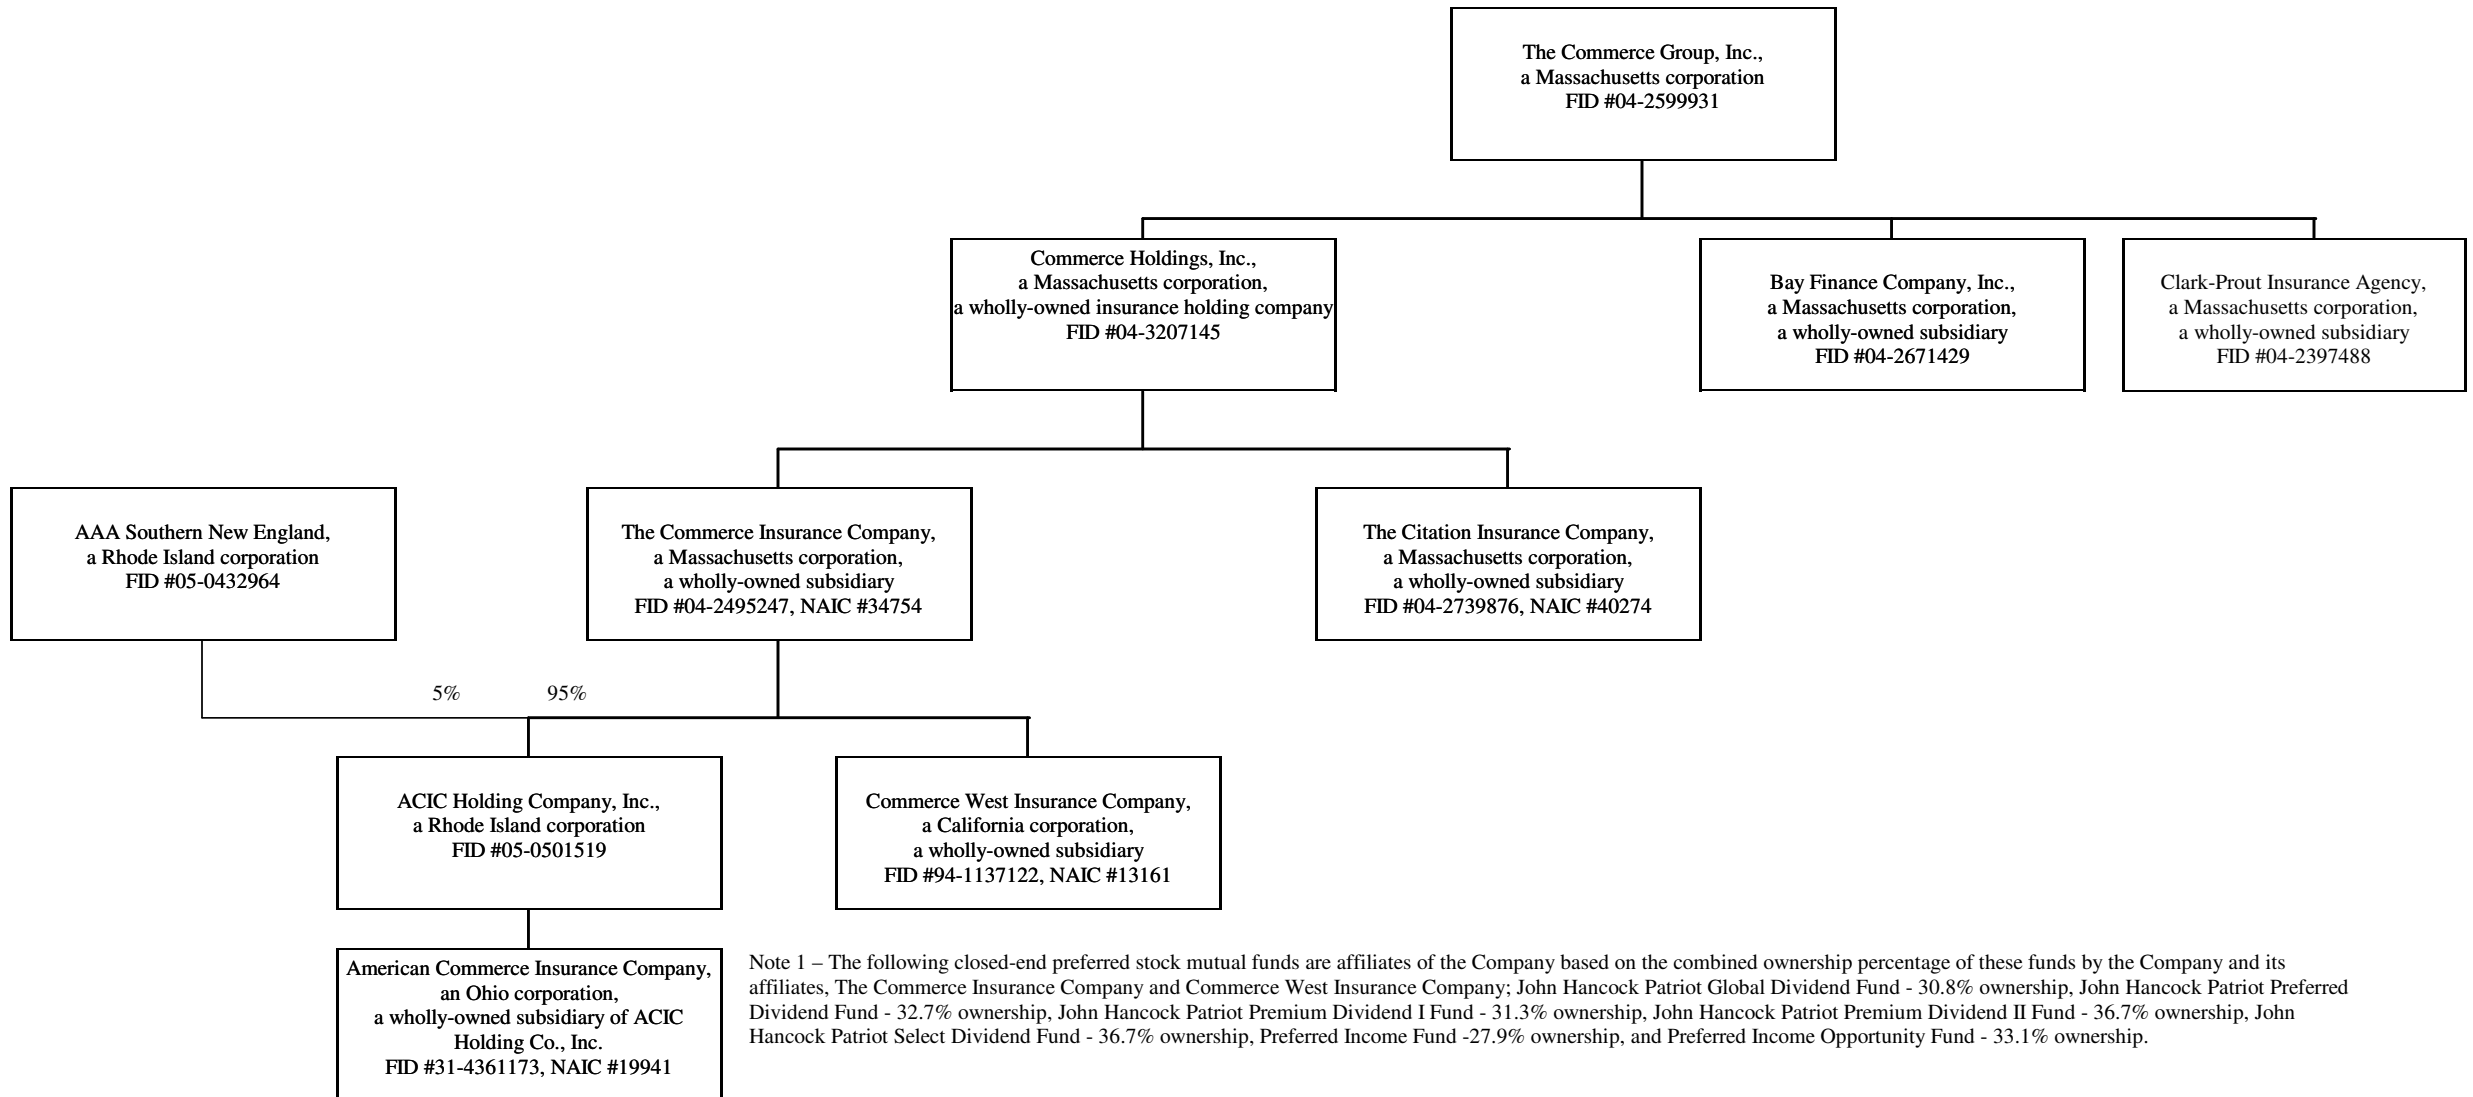 The Commerce Group, Inc.,
a Massachusetts corporation
FID #04-2599931
Commerce Holdings, Inc.,
a Massachusetts corporation,
a wholly-owned insurance holding company
FID #04-3207145
Bay Finance Company, Inc.,
a Massachusetts corporation,
a wholly-owned subsidiary
FID #04-2671429
Clark-Prout Insurance Agency,
a Massachusetts corporation,
a wholly-owned subsidiary
FID #04-2397488
AAA Southern New England,
a Rhode Island corporation
FID #05-0432964
The Commerce Insurance Company,
a Massachusetts corporation,
a wholly-owned subsidiary
FID #04-2495247, NAIC #34754
The Citation Insurance Company,
a Massachusetts corporation,
a wholly-owned subsidiary
FID #04-2739876, NAIC #40274
5% 95%
ACIC Holding Company, Inc.,
a Rhode Island corporation
FID #05-0501519
Commerce West Insurance Company,
a California corporation,
a wholly-owned subsidiary
FID #94-1137122, NAIC #13161
American Commerce Insurance Company,
an Ohio corporation,
a wholly-owned subsidiary of ACIC
Holding Co., Inc.
FID #31-4361173, NAIC #19941
Note 1 – The following closed-end preferred stock mutual funds are affiliates of the Company based on the combined ownership percentage of these funds by the Company and its
affiliates, The Commerce Insurance Company and Commerce West Insurance Company; John Hancock Patriot Global Dividend Fund - 30.8% ownership, John Hancock Patriot Preferred
Dividend Fund - 32.7% ownership, John Hancock Patriot Premium Dividend I Fund - 31.3% ownership, John Hancock Patriot Premium Dividend II Fund - 36.7% ownership, John
Hancock Patriot Select Dividend Fund - 36.7% ownership, Preferred Income Fund -27.9% ownership, and Preferred Income Opportunity Fund - 33.1% ownership.